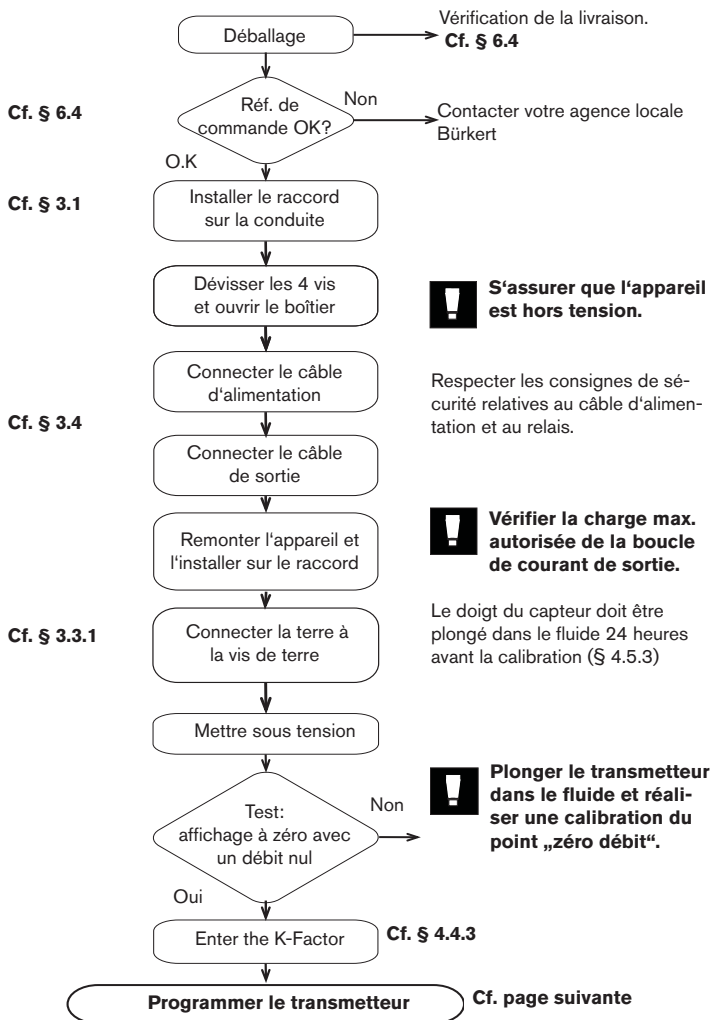 Déballage
Vérification de la livraison.
Cf. § 6.4
Cf. § 6.4
Réf. de
commande OK?
Non
Contacter votre agence locale
Bürkert
O.K
Cf. § 3.1
Installer le raccord
sur la conduite
Dévisser les 4 vis
et ouvrir le boîtier
S‘assurer que l‘appareil
est hors tension.
Connecter le câble
d‘alimentation
Respecter les consignes de sé-
curité relatives au câble d‘alimen-
tation et au relais.
Cf. § 3.4
Connecter le câble
de sortie
Remonter l‘appareil et
l‘installer sur le raccord
Vérifier la charge max.
autorisée de la boucle
de courant de sortie.
Cf. § 3.3.1
Connecter la terre à
la vis de terre
Le doigt du capteur doit être
plongé dans le fluide 24 heures
avant la calibration (§ 4.5.3)
Mettre sous tension
Test:
affichage à zéro avec
un débit nul
Non
Plonger le transmetteur
dans le fluide et réali-
ser une calibration du
point „zéro débit“.
Oui
Enter the K-Factor
Cf. § 4.4.3
Programmer le transmetteur
Cf. page suivante